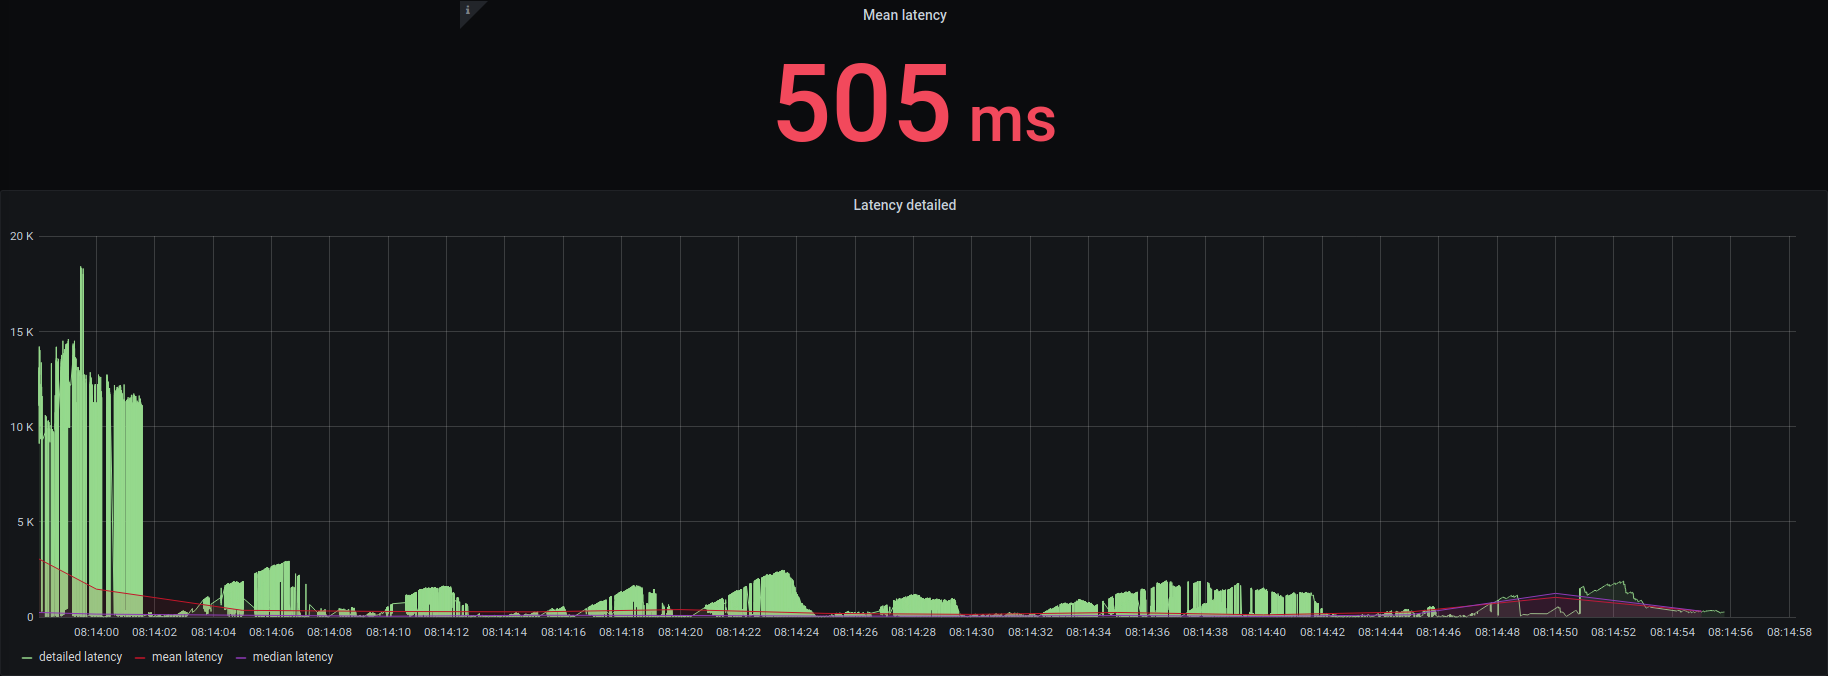 i
Mean latency
505 ms
Latency detailed
20 K
15 K
10 K
5 K
0
08:14:00 08:14:02 08:14:04 08:14:06 08:14:08 08:14:10 08:14:12 08:14:14 08:14:16 08:14:18 08:14:20 08:14:22 08:14:24 08:14:26 08:14:28 08:14:30 08:14:32 08:14:34 08:14:36 08:14:38 08:14:40 08:14:42 08:14:44 08:14:46 08:14:48 08:14:50 08:14:52 08:14:54 08:14:56 08:14:58
detailed latency mean latency median latency